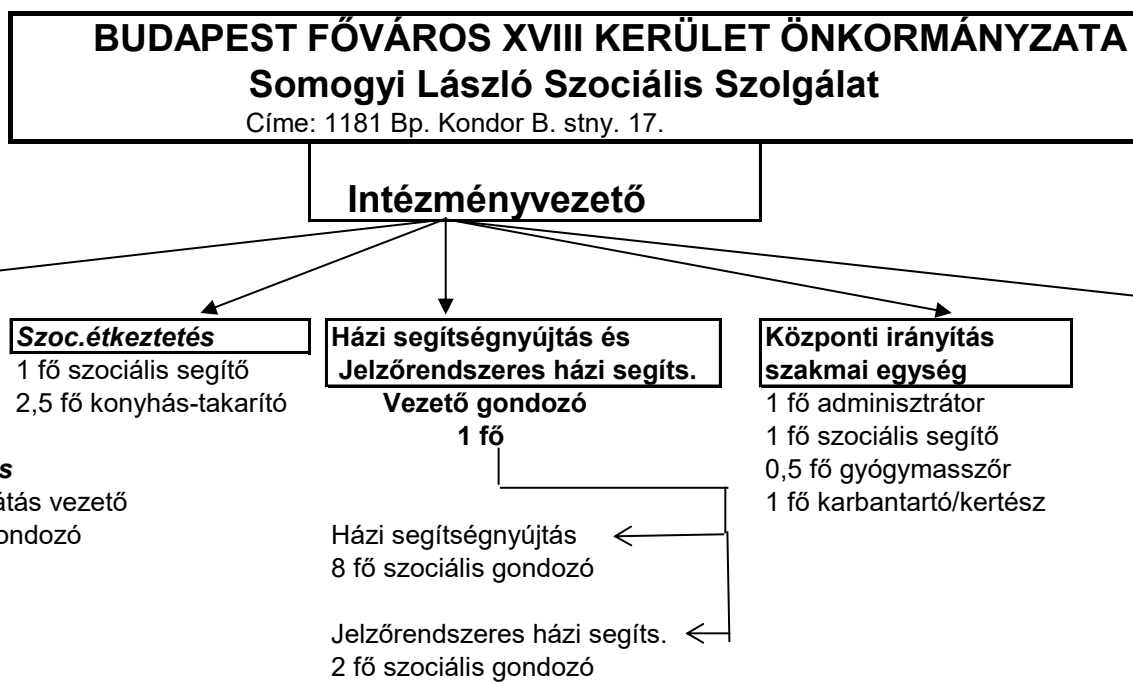 BUDAPEST FŐVÁROS XVIII KERÜLET ÖNKORMÁNYZATA
Somogyi László Szociális Szolgálat
Címe: 1181 Bp. Kondor B. stny. 17.
Intézményvezető
Szoc.étkeztetés
1 fő szociális segítő
2,5 fő konyhás-takarító
Házi segítségnyújtás és
Jelzőrendszeres házi segíts.
Vezető gondozó
1 fő
Házi segítségnyújtás
8 fő szociális gondozó
Jelzőrendszeres házi segíts.
2 fő szociális gondozó
Központi irányítás
szakmai egység
1 fő adminisztrátor
1 fő szociális segítő
0,5 fő gyógymasszőr
1 fő karbantartó/kertész
vezető